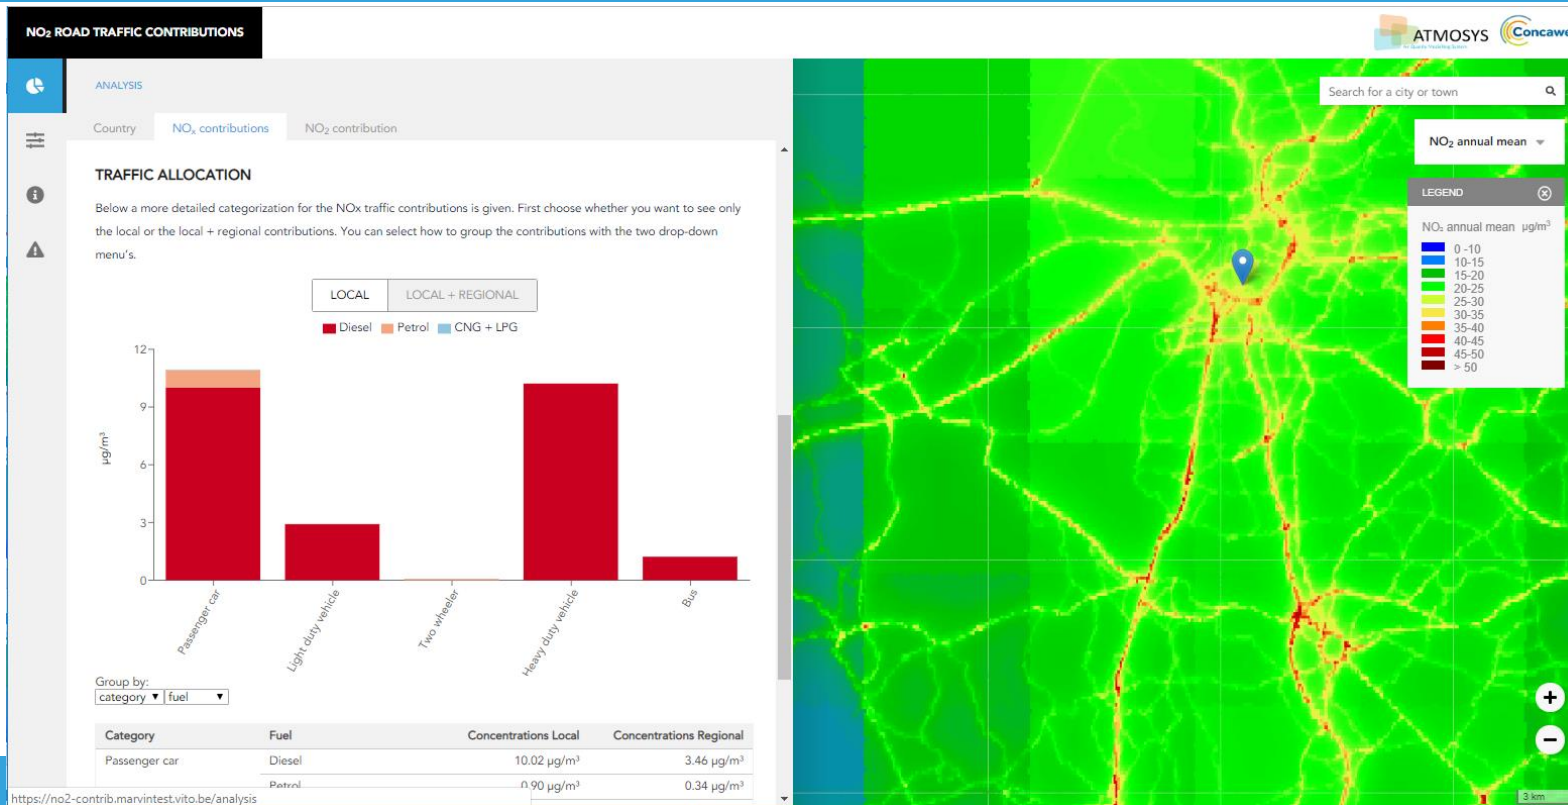 NO₂ ROAD TRAFFIC CONTRIBUTIONS
ATMOSYS
Concawe
ANALYSIS
Country
NOₓ contributions
NO₂ contribution
TRAFFIC ALLOCATION
Below a more detailed categorization for the NOx traffic contributions is given. First choose whether you want to see only
the local or the local + regional contributions. You can select how to group the contributions with the two drop-down
menu's.
LOCAL
LOCAL + REGIONAL
Diesel
Petrol
CNG + LPG
12
9
6
3
0
µg/m³
Passenger car
Light duty vehicle
Two wheeler
Heavy duty vehicle
Bus
Group by:
category
fuel
Category Fuel Concentrations Local Concentrations Regional
Passenger car Diesel 10.02 µg/m³ 3.46 µg/m³
Petrol 0.90 µg/m³ 0.34 µg/m³
https://no2-contrib.marvintest.vito.be/analysis
Search for a city or town
NO₂ annual mean
LEGEND
NO₂ annual mean µg/m³
0 -10
10-15
15-20
20-25
25-30
30-35
35-40
40-45
45-50
> 50
+
−
3 km